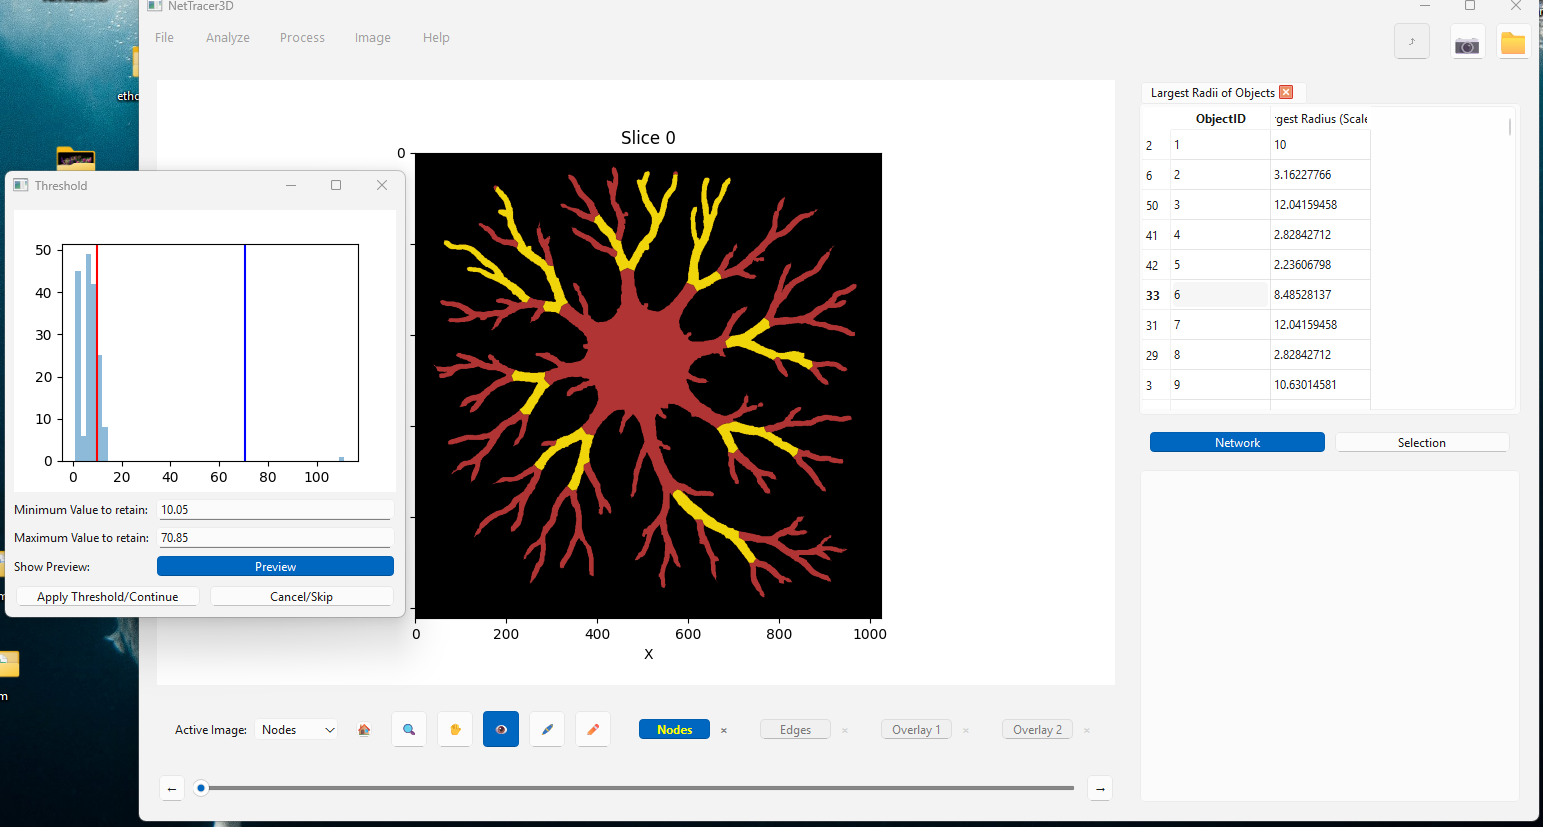 NetTracer3D
File Analyze Process Image Help
etho
Largest Radii of Objects
ObjectID rgest Radius (Scale
2 1 10
6 2 3.16227766
50 3 12.04159458
41 4 2.82842712
42 5 2.23606798
33 6 8.48528137
31 7 12.04159458
29 8 2.82842712
3 9 10.63014581
Network Selection
Slice 0
0
0 200 400 600 800 1000
X
Threshold
50
40
30
20
10
0
0 20 40 60 80 100
Minimum Value to retain: 10.05
Maximum Value to retain: 70.85
Show Preview: Preview
Apply Threshold/Continue Cancel/Skip
m
Active Image: Nodes Nodes × Edges × Overlay 1 × Overlay 2 ×
← →